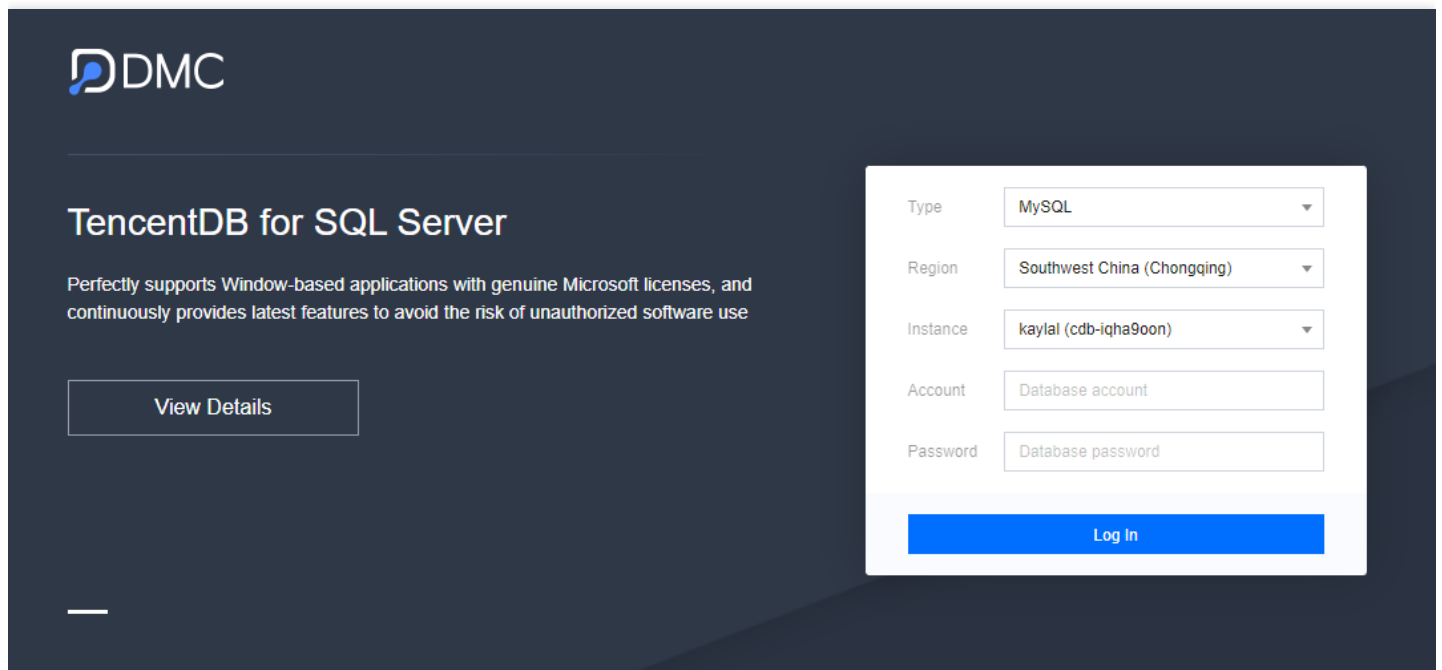 DMC
TencentDB for SQL Server
Perfectly supports Window-based applications with genuine Microsoft licenses, and
continuously provides latest features to avoid the risk of unauthorized software use
View Details
Type
MySQL
Region
Southwest China (Chongqing)
Instance
kaylal (cdb-iqha9oon)
Account
Database account
Password
Database password
Log In